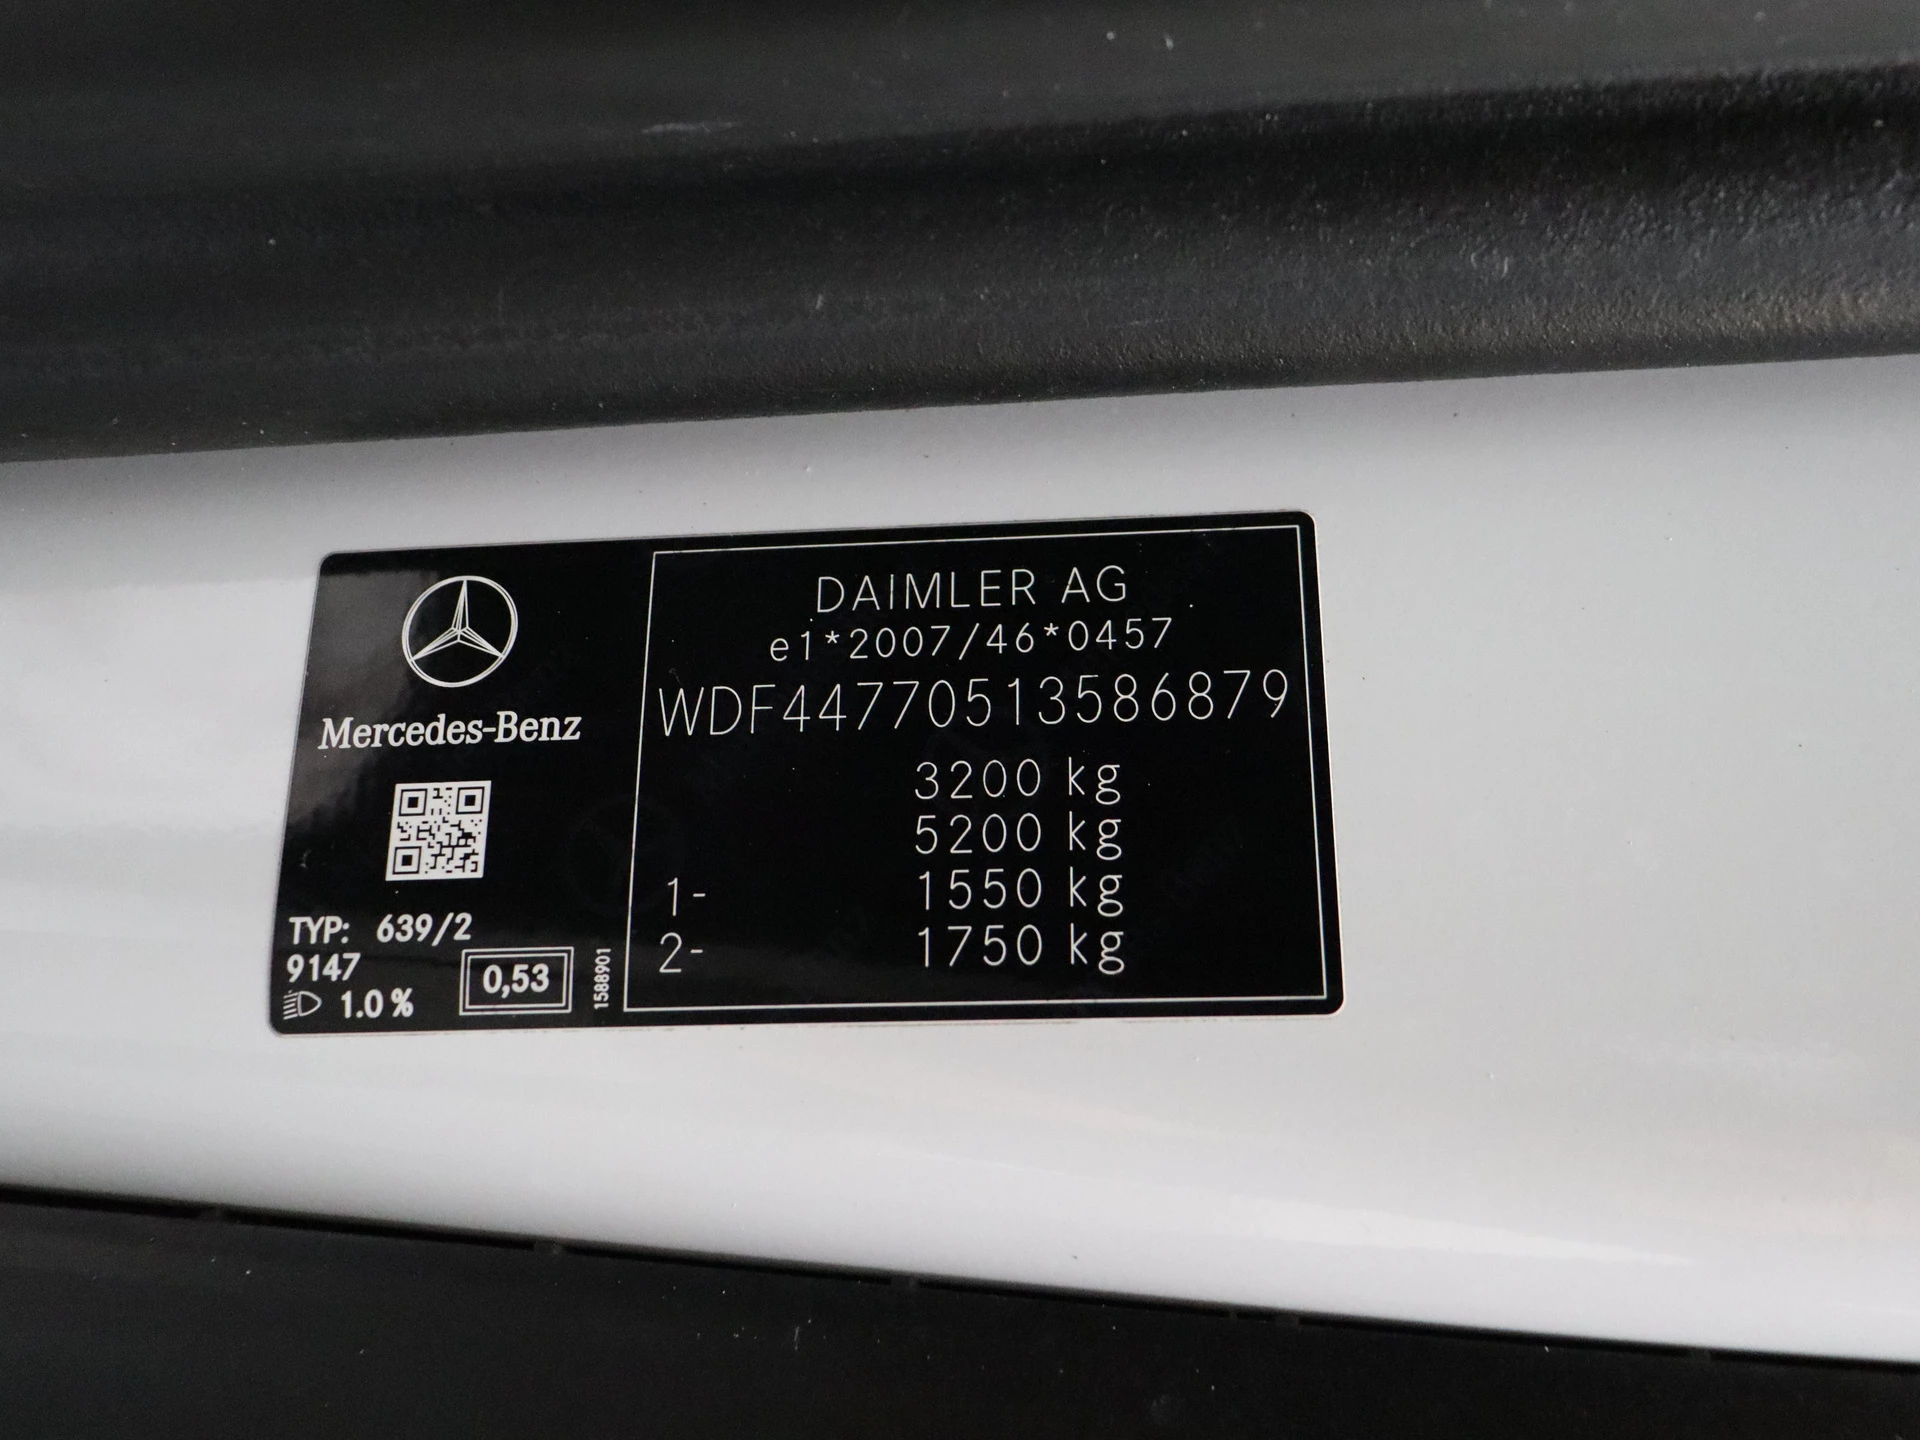 Mercedes-Benz
TYP: 639/2
9147
1.0 %
0,53
1588901
DAIMLER AG
e1*2007/46*0457
WDF44770513586879
3200 kg
5200 kg
1- 1550 kg
2- 1750 kg